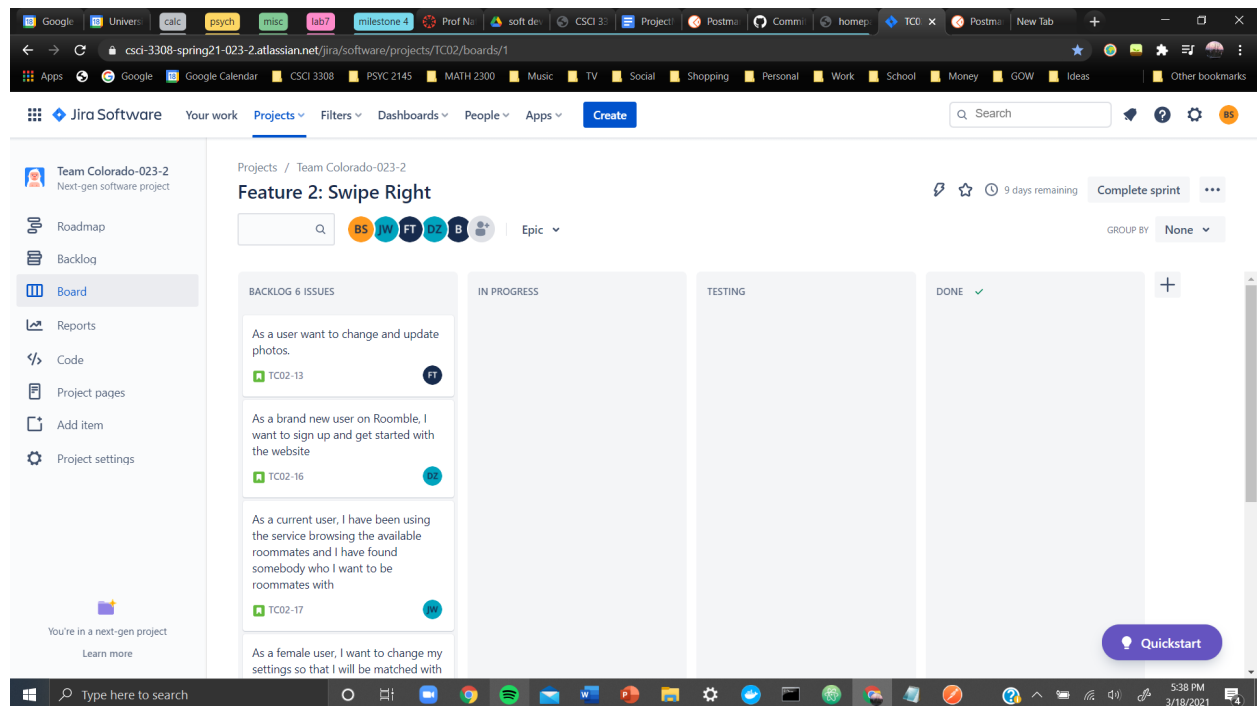 Google
Univers
calc
psych
misc
lab7
milestone 4
Prof Na
soft dev
CSCI 33
Project!
Postma
Commi
homep
TC0
Postma
New Tab
csci-3308-spring21-023-2.atlassian.net/jira/software/projects/TC02/boards/1
Apps
Google
Google Calendar
CSCI 3308
PSYC 2145
MATH 2300
Music
TV
Social
Shopping
Personal
Work
School
Money
GOW
Ideas
Other bookmarks
Jira Software
Your work
Projects
Filters
Dashboards
People
Apps
Create
Search
BS
Team Colorado-023-2
Next-gen software project
Roadmap
Backlog
Board
Reports
Code
Project pages
Add item
Project settings
You're in a next-gen project
Learn more
Projects / Team Colorado-023-2
Feature 2: Swipe Right
9 days remaining
Complete sprint
BS JW FT DZ B
Epic
GROUP BY None
BACKLOG 6 ISSUES
IN PROGRESS
TESTING
DONE
As a user want to change and update
photos.
TC02-13
FT
As a brand new user on Roomble, I
want to sign up and get started with
the website
TC02-16
DZ
As a current user, I have been using
the service browsing the available
roommates and I have found
somebody who I want to be
roommates with
TC02-17
JW
As a female user, I want to change my
settings so that I will be matched with
Quickstart
Type here to search
5:38 PM
3/18/2021